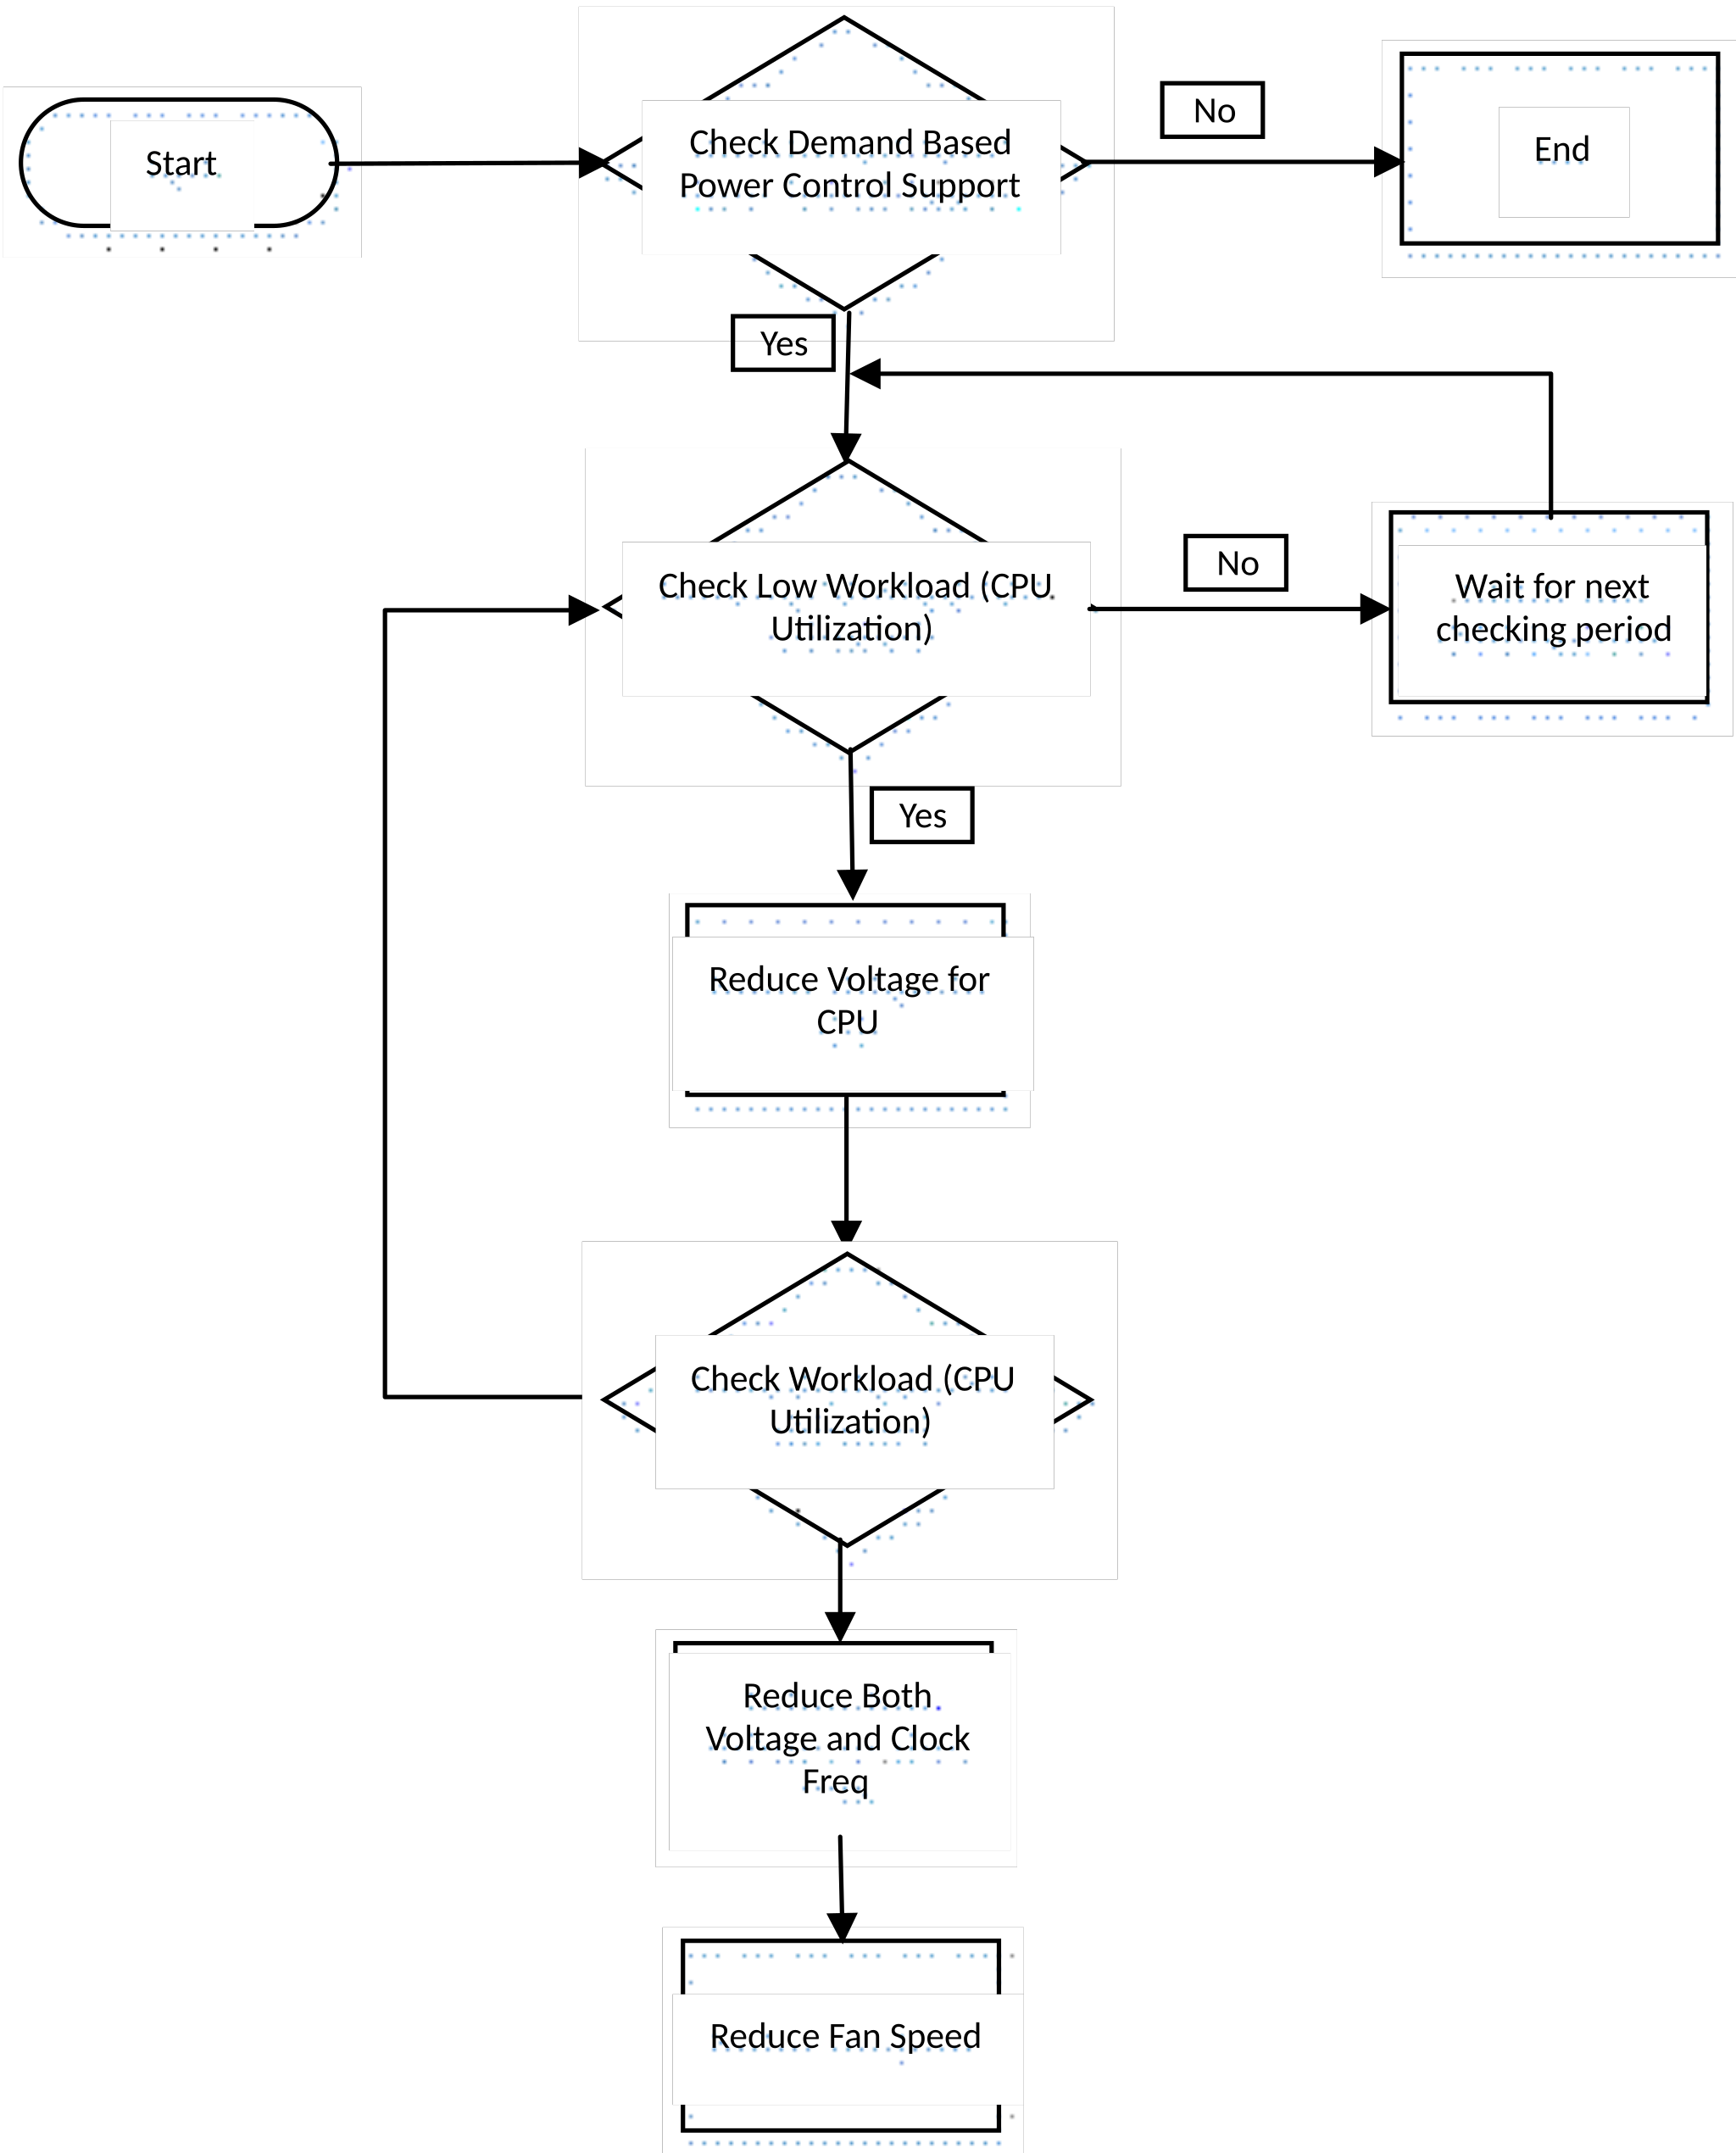 Start
Check Demand Based
Power Control Support
No
End
Yes
Check Low Workload (CPU
Utilization)
No
Wait for next
checking period
Yes
Reduce Voltage for
CPU
Check Workload (CPU
Utilization)
Reduce Both
Voltage and Clock
Freq
Reduce Fan Speed